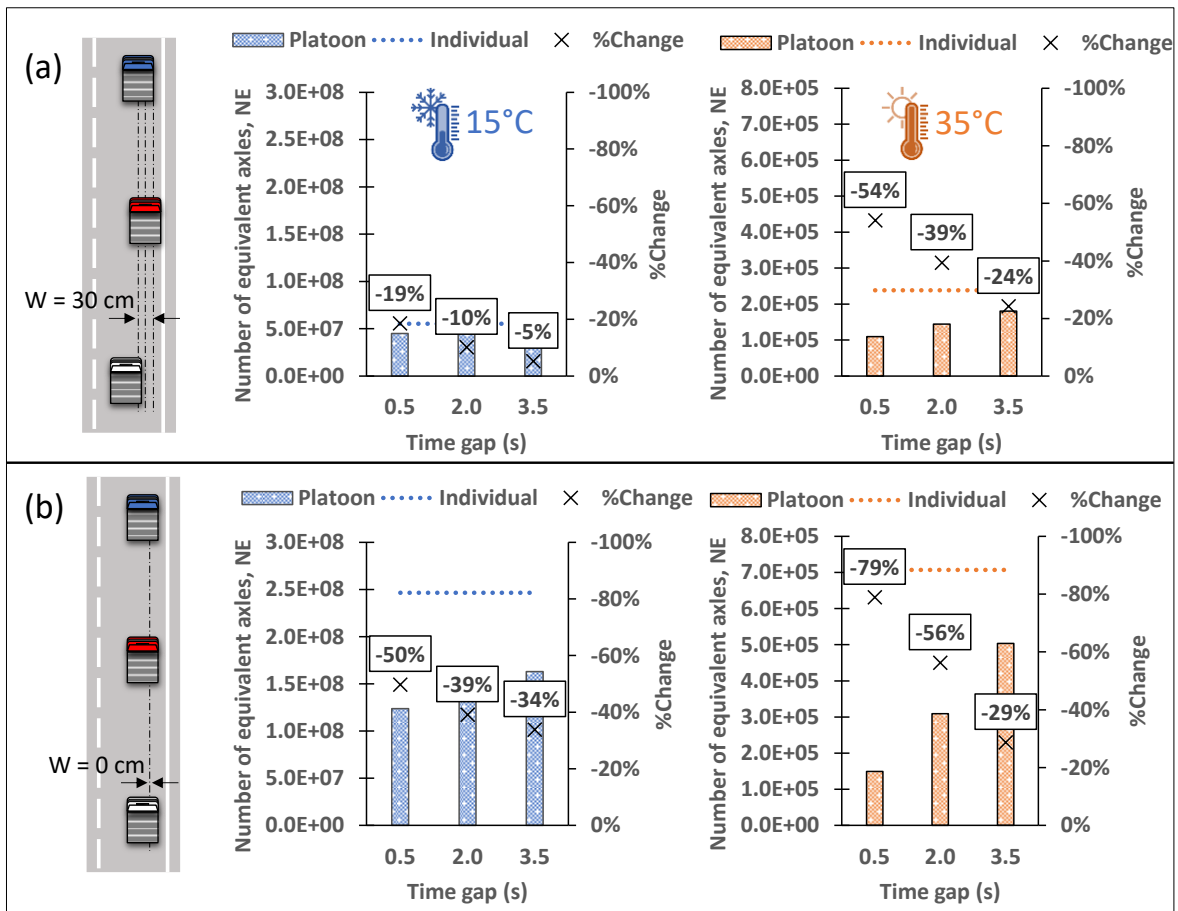 (a)
W = 30 cm
Platoon Individual %Change
Number of equivalent axles, NE
3.0E+08
2.5E+08
2.0E+08
1.5E+08
1.0E+08
5.0E+07
0.0E+00
15°C
-19%
-10%
-5%
-100%
-80%
-60%
-40%
-20%
0%
%Change
0.5 2.0 3.5
Time gap (s)
Platoon Individual %Change
Number of equivalent axles, NE
8.0E+05
7.0E+05
6.0E+05
5.0E+05
4.0E+05
3.0E+05
2.0E+05
1.0E+05
0.0E+00
35°C
-54%
-39%
-24%
-100%
-80%
-60%
-40%
-20%
0%
%Change
0.5 2.0 3.5
Time gap (s)
(b)
W = 0 cm
Platoon Individual %Change
Number of equivalent axles, NE
3.0E+08
2.5E+08
2.0E+08
1.5E+08
1.0E+08
5.0E+07
0.0E+00
-50%
-39%
-34%
-100%
-80%
-60%
-40%
-20%
0%
%Change
0.5 2.0 3.5
Time gap (s)
Platoon Individual %Change
Number of equivalent axles, NE
8.0E+05
7.0E+05
6.0E+05
5.0E+05
4.0E+05
3.0E+05
2.0E+05
1.0E+05
0.0E+00
-79%
-56%
-29%
-100%
-80%
-60%
-40%
-20%
0%
%Change
0.5 2.0 3.5
Time gap (s)